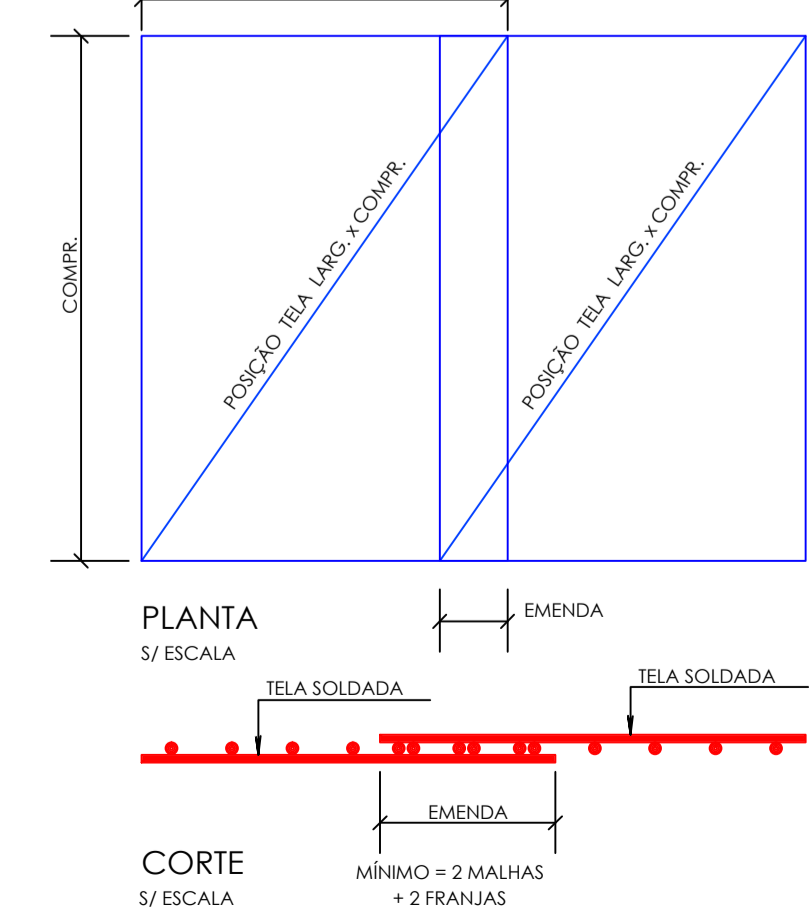 COMPR.
POSIÇÃO TELA LARG. x COMPR.
POSIÇÃO TELA LARG. x COMPR.
PLANTA
S/ ESCALA
EMENDA
TELA SOLDADA
TELA SOLDADA
EMENDA
CORTE
S/ ESCALA
MÍNIMO = 2 MALHAS
+ 2 FRANJAS